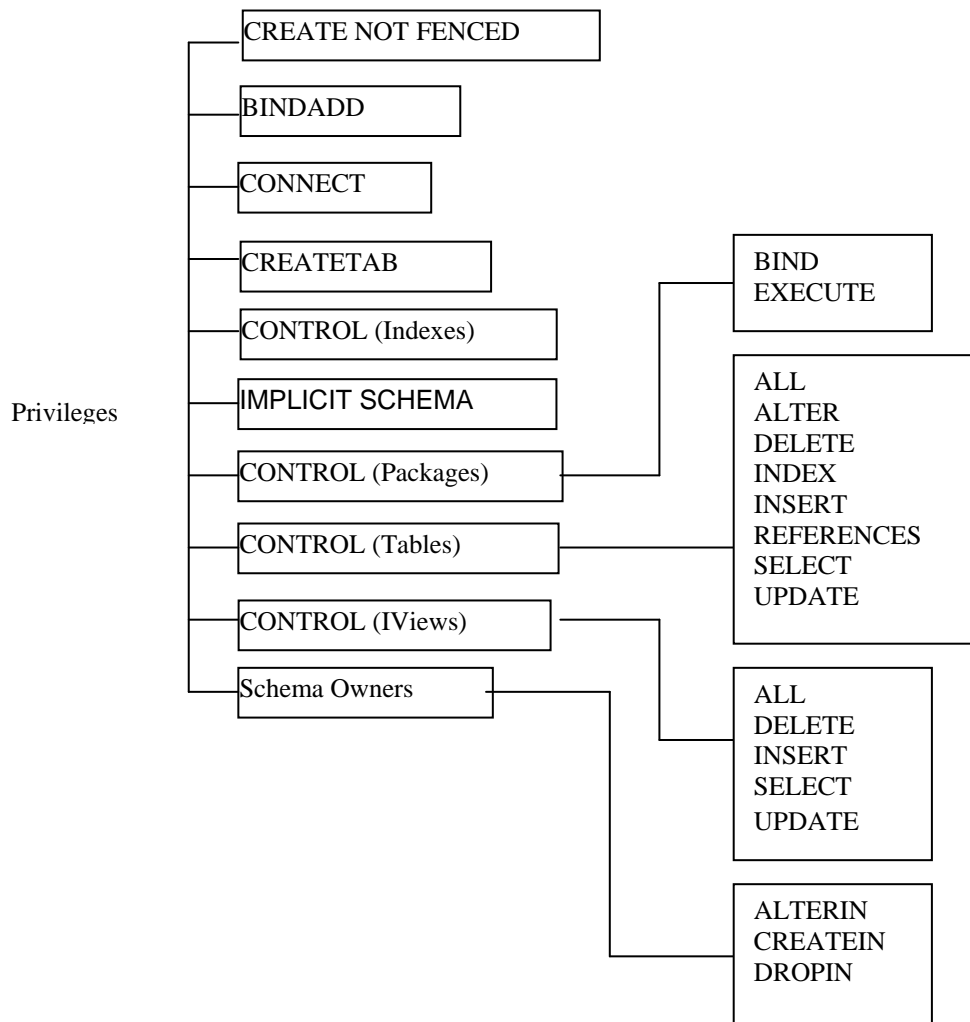 CREATE NOT FENCED
BINDADD
CONNECT
CREATETAB
CONTROL (Indexes)
IMPLICIT SCHEMA
Privileges
CONTROL (Packages)
CONTROL (Tables)
CONTROL (IViews)
Schema Owners
BIND
EXECUTE
ALL
ALTER
DELETE
INDEX
INSERT
REFERENCES
SELECT
UPDATE
ALL
DELETE
INSERT
SELECT
UPDATE
ALTERIN
CREATEIN
DROPIN